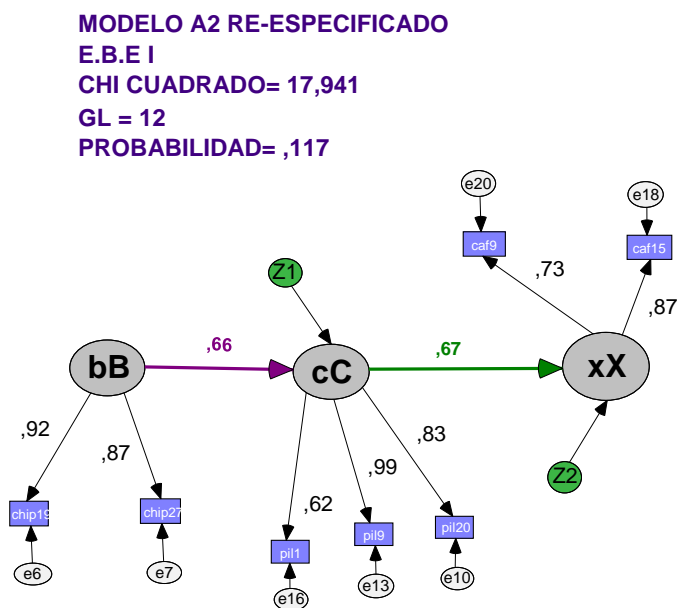 MODELO A2 RE-ESPECIFICADO
E.B.E I
CHI CUADRADO= 17,941
GL = 12
PROBABILIDAD= ,117
e20
e18
caf9
caf15
Z1
,73
,87
,66
,67
bB
cC
xX
,92
,87
,83
,99
,62
Z2
chip19
chip27
pil1
pil9
pil20
e6
e7
e16
e13
e10